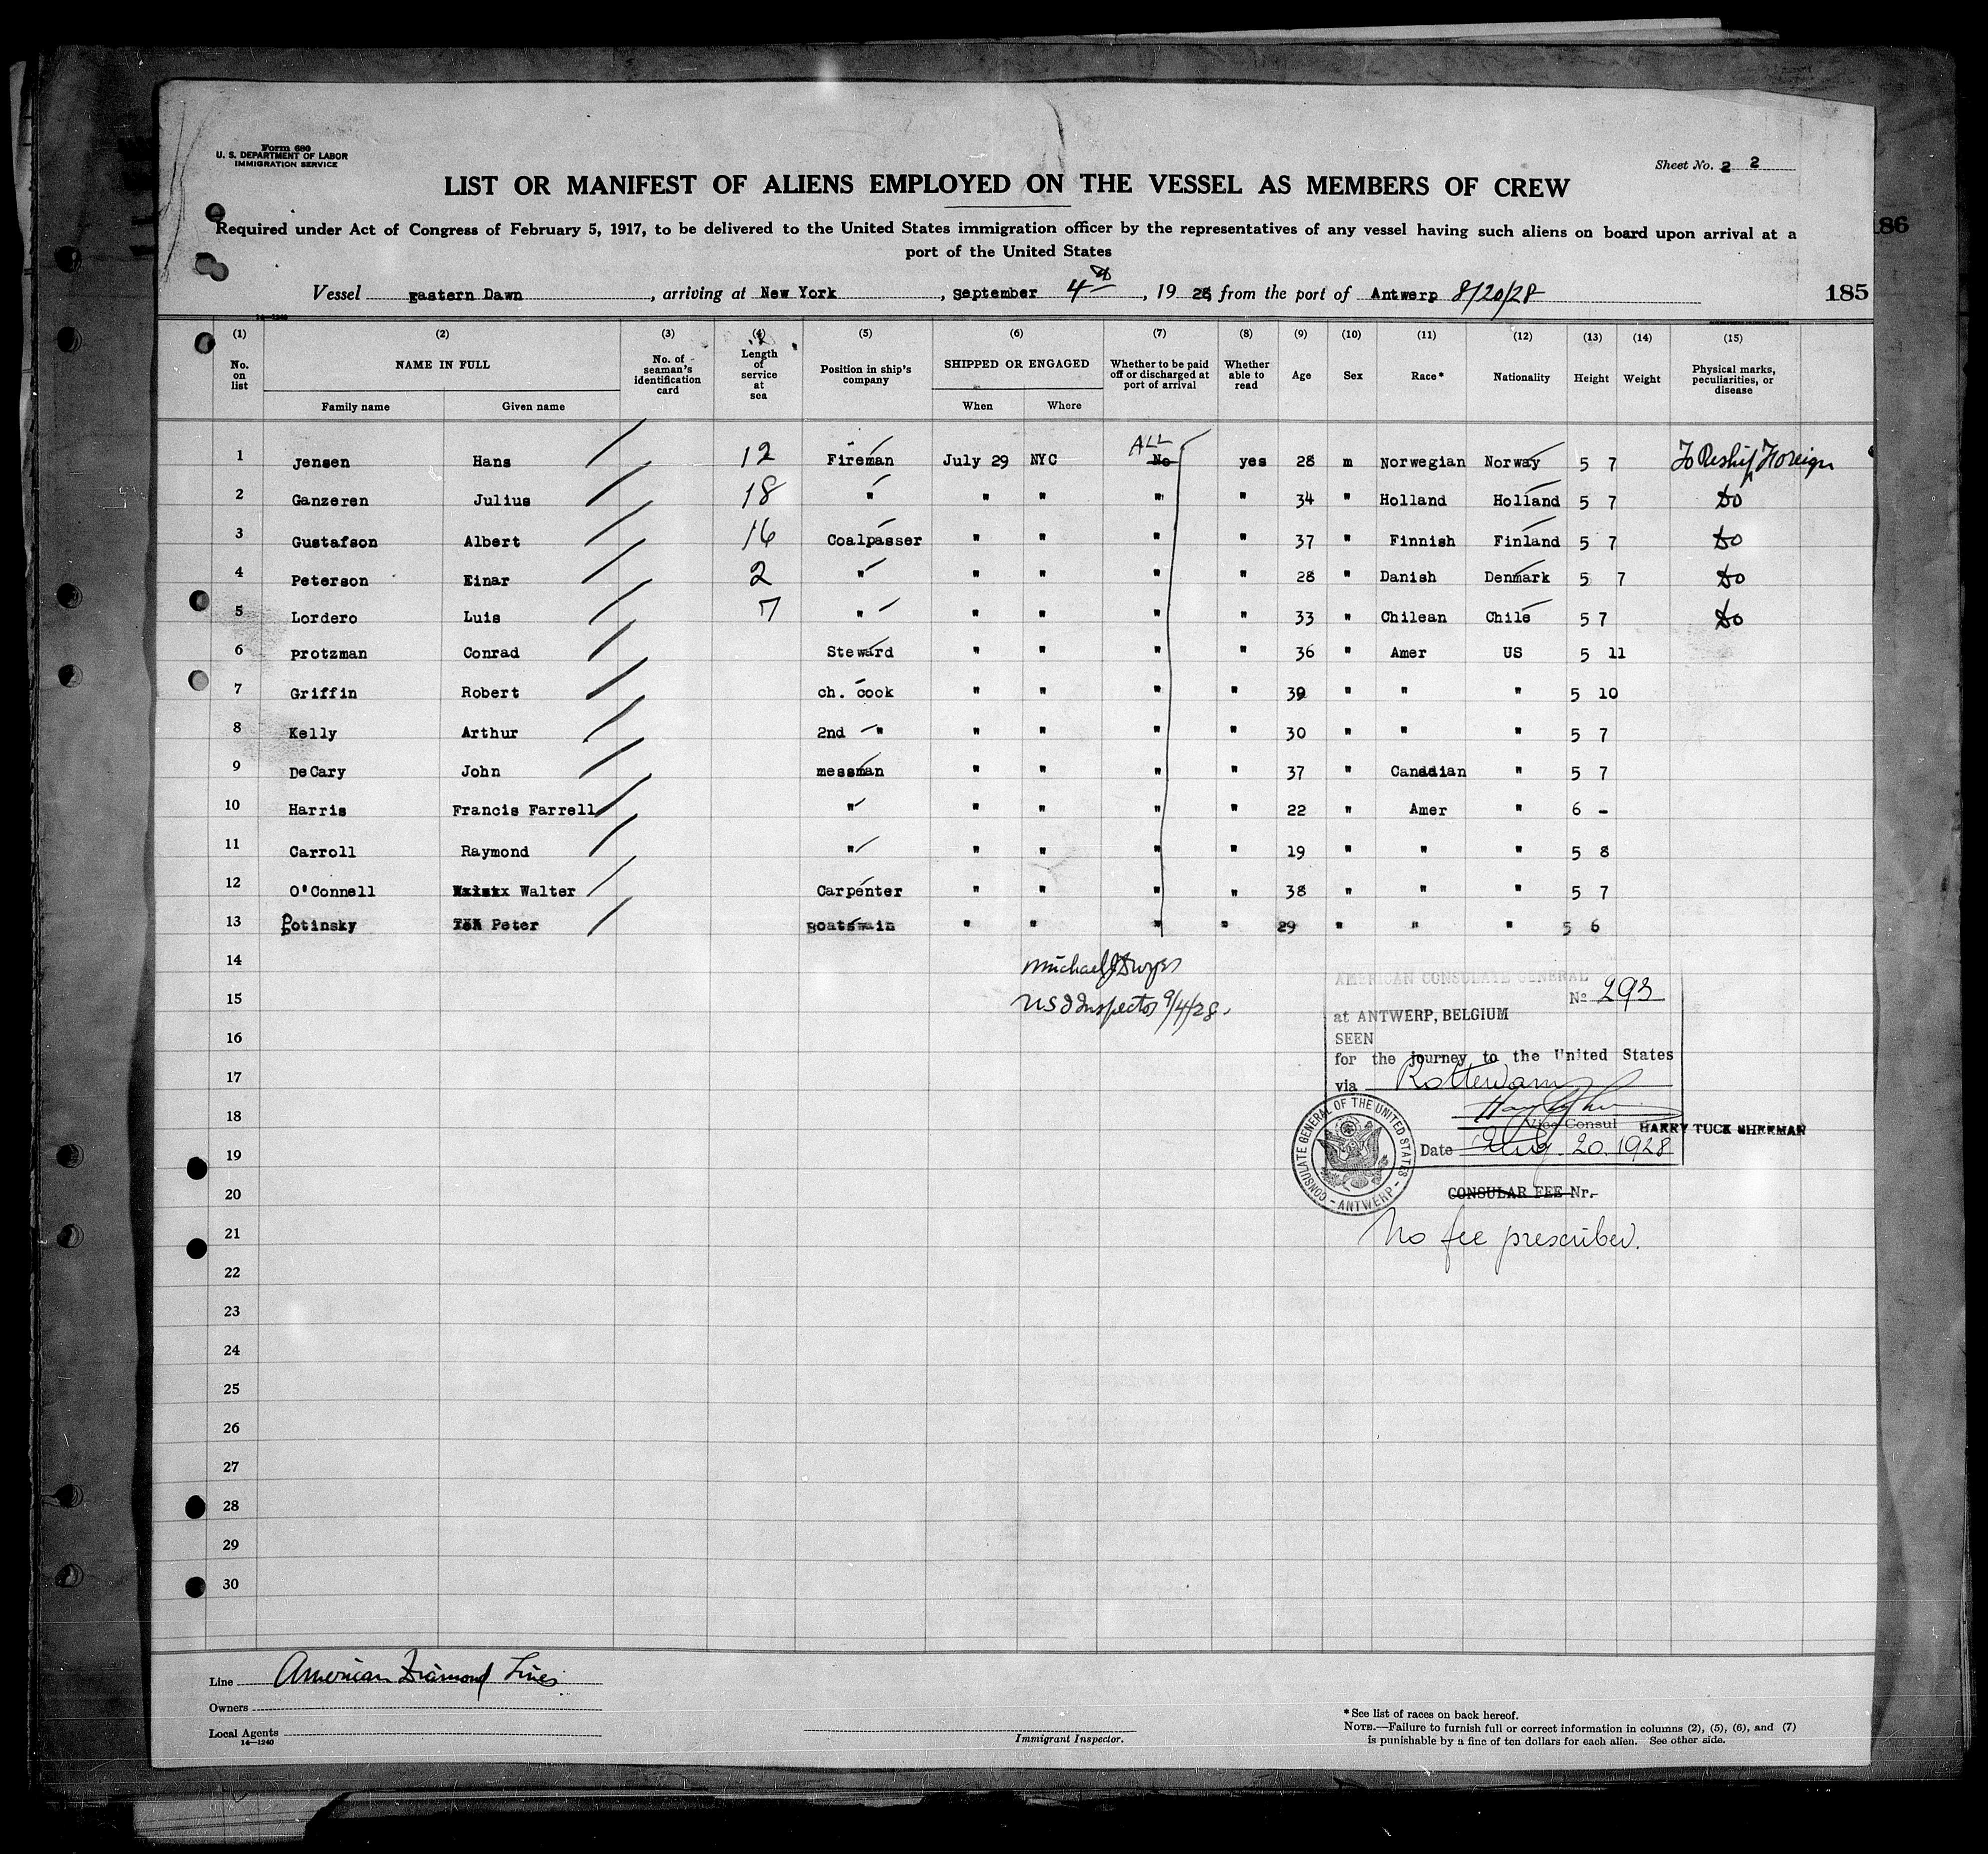 Form 680
U. S. DEPARTMENT OF LABOR
IMMIGRATION SERVICE
Sheet No. 2 2
LIST OR MANIFEST OF ALIENS EMPLOYED ON THE VESSEL AS MEMBERS OF CREW
Required under Act of Congress of February 5, 1917, to be delivered to the United States immigration officer by the representatives of any vessel having such aliens on board upon arrival at a
port of the United States
186
Vessel Eastern Dawn, arriving at New York, September 4th, 1928, from the port of Antwerp 8/20/28
185
14-1240
(1) (2) (3) (4) (5) (6) (7) (8) (9) (10) (11) (12) (13) (14) (15)
No. on list NAME IN FULL No. of seaman's identification card Length of service at sea Position in ship's company SHIPPED OR ENGAGED Whether to be paid off or discharged at port of arrival Whether able to read Age Sex Race* Nationality Height Weight Physical marks, peculiarities, or disease
Family name Given name When Where
ALL
1 Jensen Hans 12 Fireman July 29 NYC No yes 28 m Norwegian Norway 5 7 To Reship Foreign
2 Ganzeren Julius 18 " " " " " 34 " Holland Holland 5 7 Do
3 Gustafson Albert 16 Coalpasser " " " " 37 " Finnish Finland 5 7 Do
4 Peterson Einar 2 " " " " " 28 " Danish Denmark 5 7 Do
5 Lordero Luis 7 " " " " " 33 " Chilean Chile 5 7 Do
6 Protzman Conrad Steward " " " " 36 " Amer US 5 11
7 Griffin Robert ch. cook " " " " 39 " " " 5 10
8 Kelly Arthur 2nd " " " " " 30 " " " 5 7
9 DeCary John messman " " " " 37 " Canadian " 5 7
10 Harris Francis Farrell " " " " " 22 " Amer " 6 -
11 Carroll Raymond " " " " " 19 " " " 5 8
12 O'Connell Walter Carpenter " " " " 38 " " " 5 7
13 Potinsky Peter Boatswain " " " " 29 " " " 5 6
14
Michael J Dwyer
15
US I Inspector 9/4/28.
AMERICAN CONSULATE GENERAL
No 293
at ANTWERP, BELGIUM
16
SEEN
for the journey to the United States
17
via Rotterdam
18
Vice Consul HARRY TUCK SHERMAN
19
Date Aug. 20. 1928
CONSULATE GENERAL OF THE UNITED STATES - ANTWERP -
20
CONSULAR FEE Nr.-
21
No fee prescribed.
22
23
24
25
26
27
28
29
30
Line American Diamond Lines
Owners
Local Agents
14-1240
Immigrant Inspector.
* See list of races on back hereof.
NOTE.—Failure to furnish full or correct information in columns (2), (5), (6), and (7)
is punishable by a fine of ten dollars for each alien. See other side.